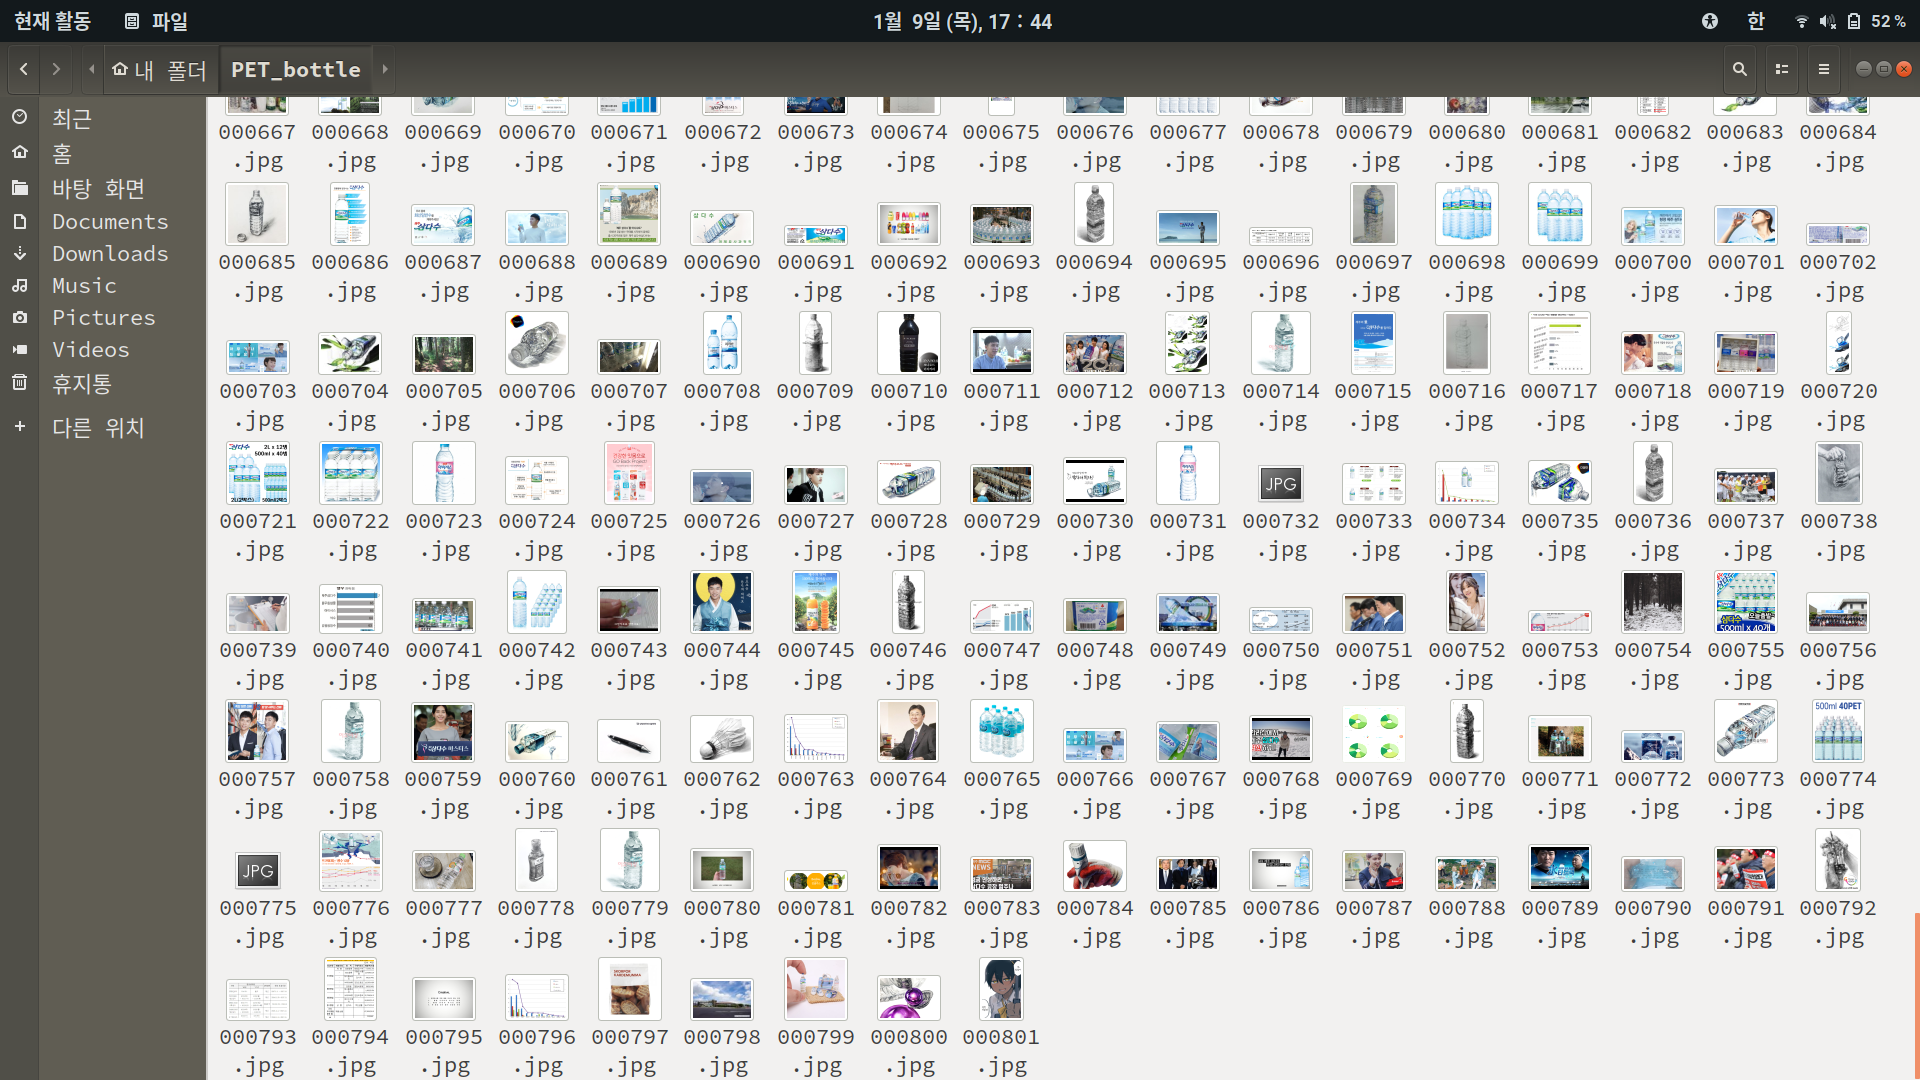 현재 활동 파일 1월 9일 (목), 17 : 44 한 52 %
내 폴더 PET_bottle
최근
홈
바탕 화면
Documents
Downloads
Music
Pictures
Videos
휴지통
다른 위치
000667.jpg 000668.jpg 000669.jpg 000670.jpg 000671.jpg 000672.jpg 000673.jpg 000674.jpg 000675.jpg 000676.jpg 000677.jpg 000678.jpg 000679.jpg 000680.jpg 000681.jpg 000682.jpg 000683.jpg 000684.jpg
000685.jpg 000686.jpg 000687.jpg 000688.jpg 000689.jpg 000690.jpg 000691.jpg 000692.jpg 000693.jpg 000694.jpg 000695.jpg 000696.jpg 000697.jpg 000698.jpg 000699.jpg 000700.jpg 000701.jpg 000702.jpg
000703.jpg 000704.jpg 000705.jpg 000706.jpg 000707.jpg 000708.jpg 000709.jpg 000710.jpg 000711.jpg 000712.jpg 000713.jpg 000714.jpg 000715.jpg 000716.jpg 000717.jpg 000718.jpg 000719.jpg 000720.jpg
JPG
000721.jpg 000722.jpg 000723.jpg 000724.jpg 000725.jpg 000726.jpg 000727.jpg 000728.jpg 000729.jpg 000730.jpg 000731.jpg 000732.jpg 000733.jpg 000734.jpg 000735.jpg 000736.jpg 000737.jpg 000738.jpg
000739.jpg 000740.jpg 000741.jpg 000742.jpg 000743.jpg 000744.jpg 000745.jpg 000746.jpg 000747.jpg 000748.jpg 000749.jpg 000750.jpg 000751.jpg 000752.jpg 000753.jpg 000754.jpg 000755.jpg 000756.jpg
500ml 40PET
000757.jpg 000758.jpg 000759.jpg 000760.jpg 000761.jpg 000762.jpg 000763.jpg 000764.jpg 000765.jpg 000766.jpg 000767.jpg 000768.jpg 000769.jpg 000770.jpg 000771.jpg 000772.jpg 000773.jpg 000774.jpg
JPG
000775.jpg 000776.jpg 000777.jpg 000778.jpg 000779.jpg 000780.jpg 000781.jpg 000782.jpg 000783.jpg 000784.jpg 000785.jpg 000786.jpg 000787.jpg 000788.jpg 000789.jpg 000790.jpg 000791.jpg 000792.jpg
000793.jpg 000794.jpg 000795.jpg 000796.jpg 000797.jpg 000798.jpg 000799.jpg 000800.jpg 000801.jpg